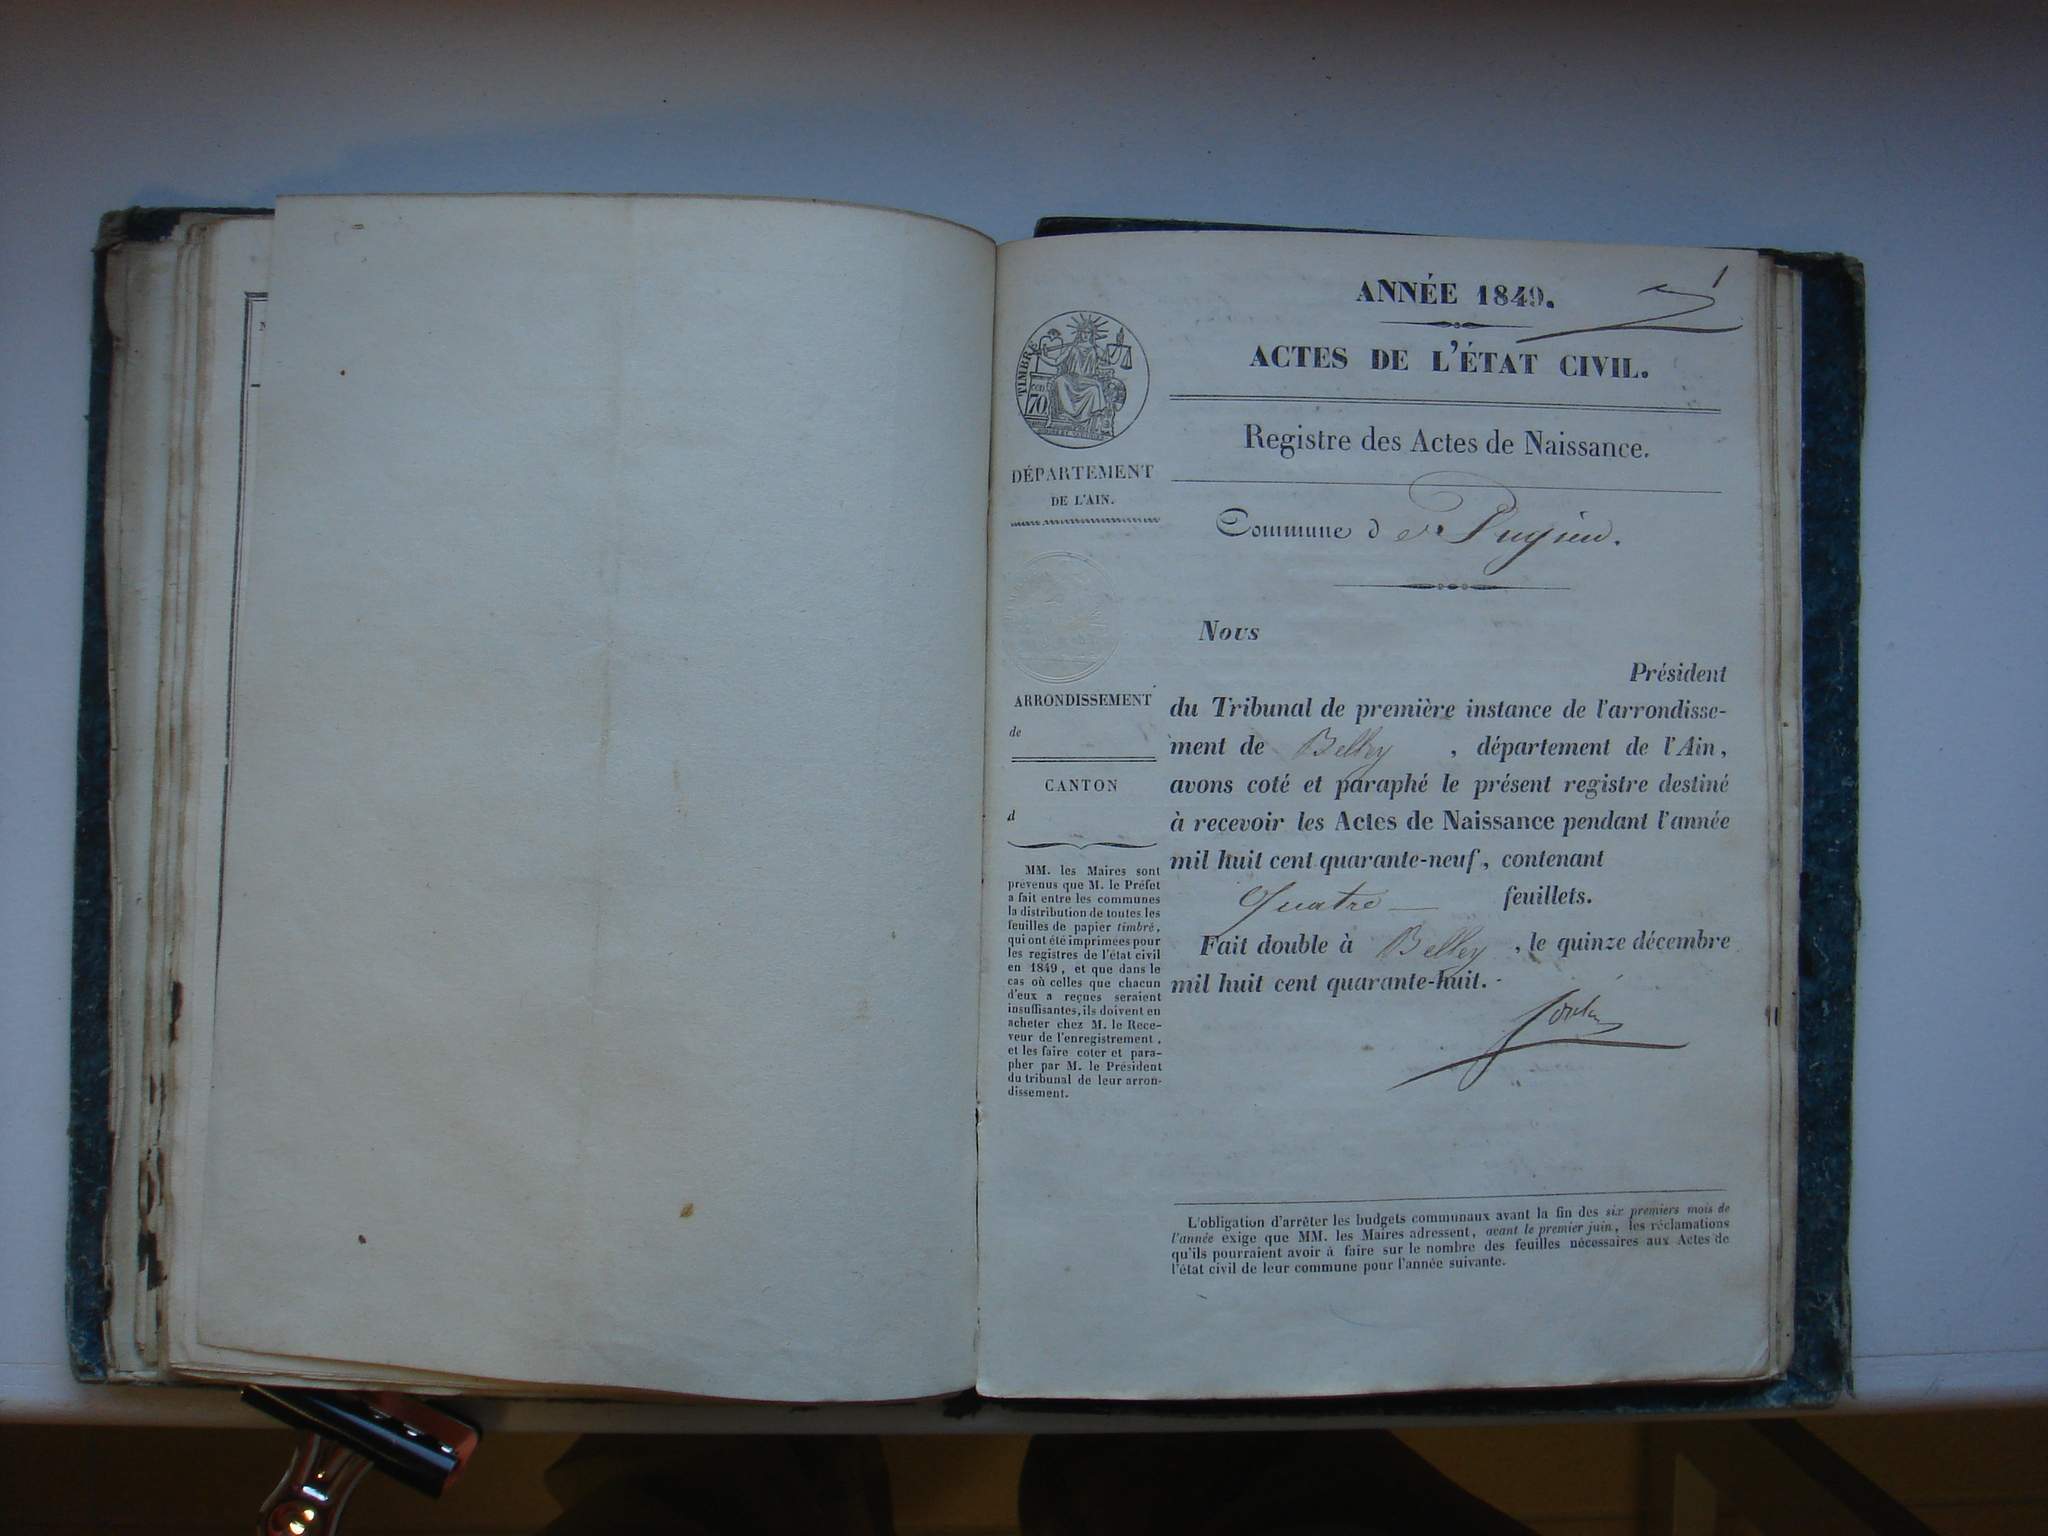 1
ANNÉE 1849.
ACTES DE L'ÉTAT CIVIL.
Registre des Actes de Naissance.
Commune de Pugieu.
TIMBRE
70
DÉPARTEMENT
DE L'AIN.
ARRONDISSEMENT
de
CANTON
d
MM. les Maires sont
prévenus que M. le Préfet
a fait entre les communes
la distribution de toutes les
feuilles de papier timbré,
qui ont été imprimées pour
les registres de l'état civil
en 1849, et que dans le
cas où celles que chacun
d'eux a reçues seraient
insuffisantes, ils doivent en
acheter chez M. le Rece-
veur de l'enregistrement,
et les faire coter et para-
pher par M. le Président
du tribunal de leur arron-
dissement.
Nous
Président
du Tribunal de première instance de l'arrondisse-
ment de Belley, département de l'Ain,
avons coté et paraphé le présent registre destiné
à recevoir les Actes de Naissance pendant l'année
mil huit cent quarante-neuf, contenant
Quatre feuillets.
Fait double à Belley, le quinze décembre
mil huit cent quarante-huit.
L'obligation d'arrêter les budgets communaux avant la fin des six premiers mois de
l'année exige que MM. les Maires adressent, avant le premier juin, les réclamations
qu'ils pourraient avoir à faire sur le nombre des feuilles nécessaires aux Actes de
l'état civil de leur commune pour l'année suivante.